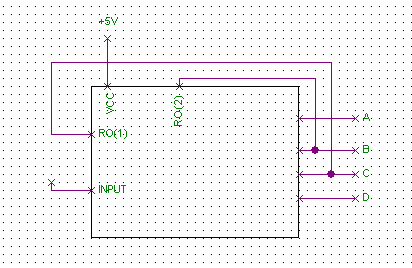 +5V
VCC
RO(2)
A
RO(1)
B
C
INPUT
D